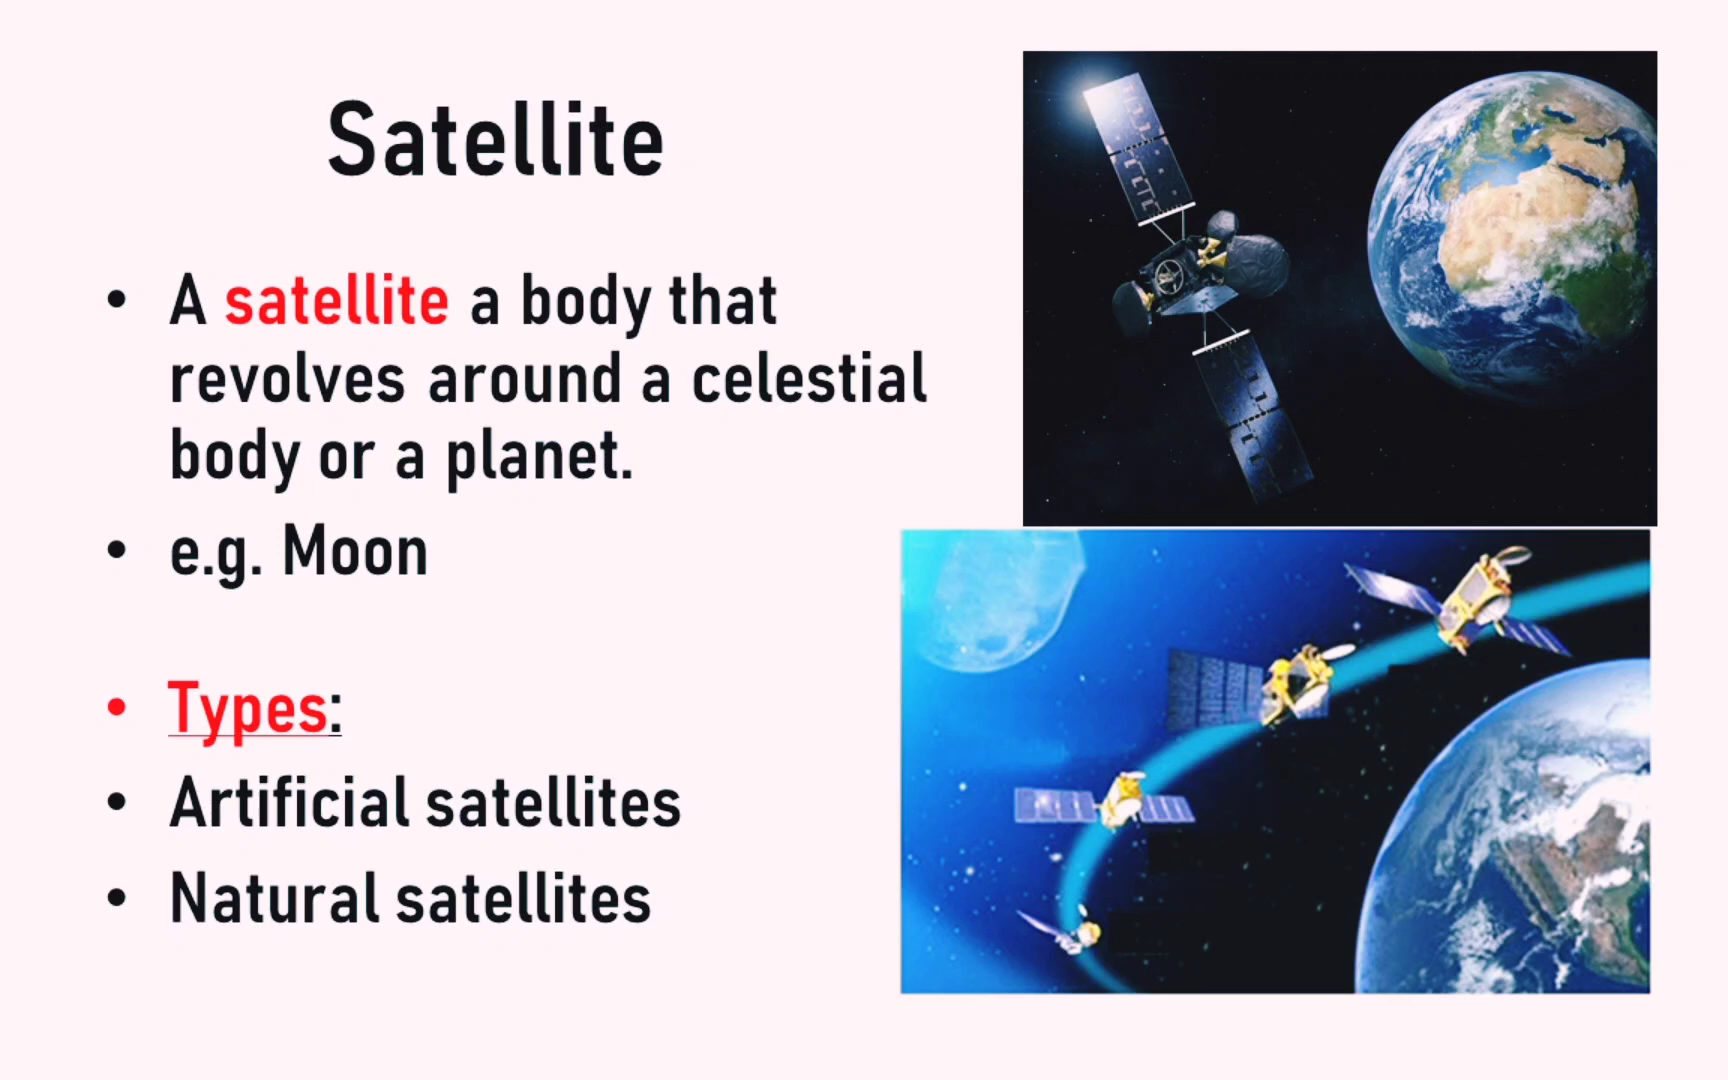 Satellite
• A satellite a body that
revolves around a celestial
body or a planet.
• e.g. Moon
• Types:
• Artificial satellites
• Natural satellites